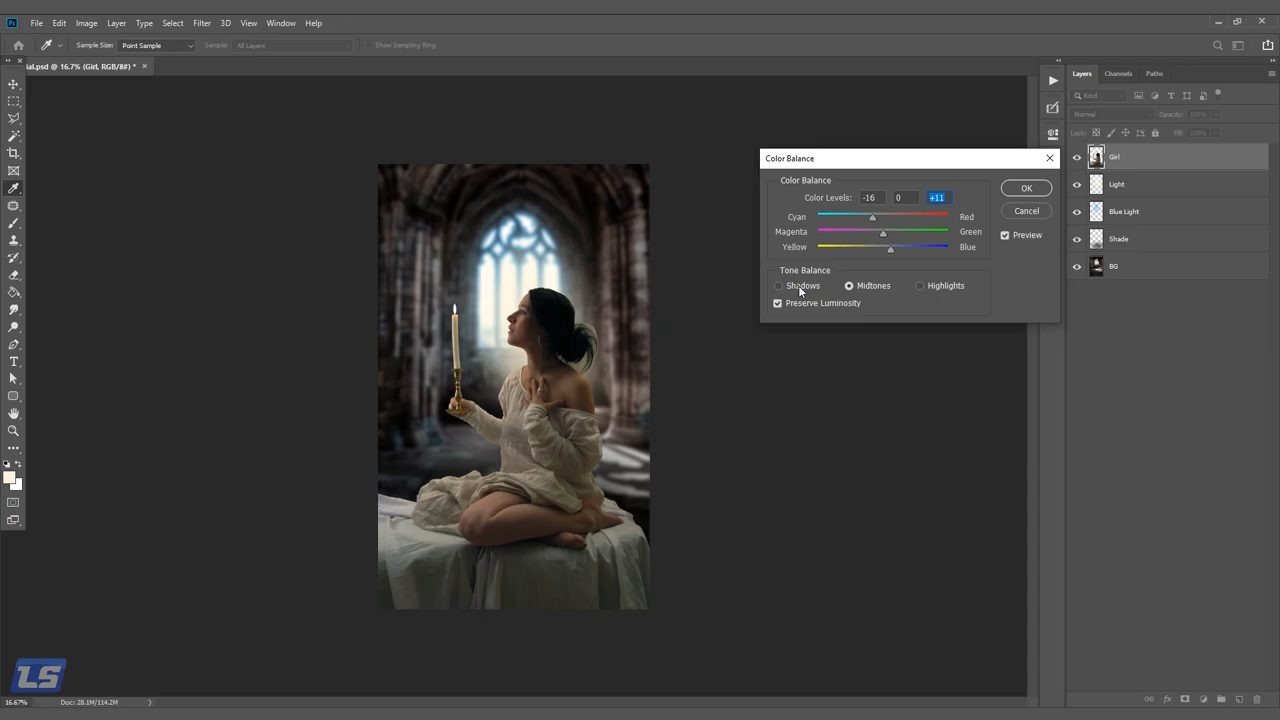 Ps File Edit Image Layer Type Select Filter 3D View Window Help
Sample Size: Point Sample Sample: All Layers Show Sampling Ring
ial.psd @ 16.7% (Girl, RGB/8#) *
Layers Channels Paths
Kind
Normal Opacity: 100%
Lock: Fill: 100%
Girl
Light
Blue Light
Shade
BG
Color Balance
Color Balance
Color Levels: -16 0 +11
Cyan Red
Magenta Green
Yellow Blue
OK
Cancel
Preview
Tone Balance
Shadows Midtones Highlights
Preserve Luminosity
LS
16.67% Doc: 28.1M/114.2M